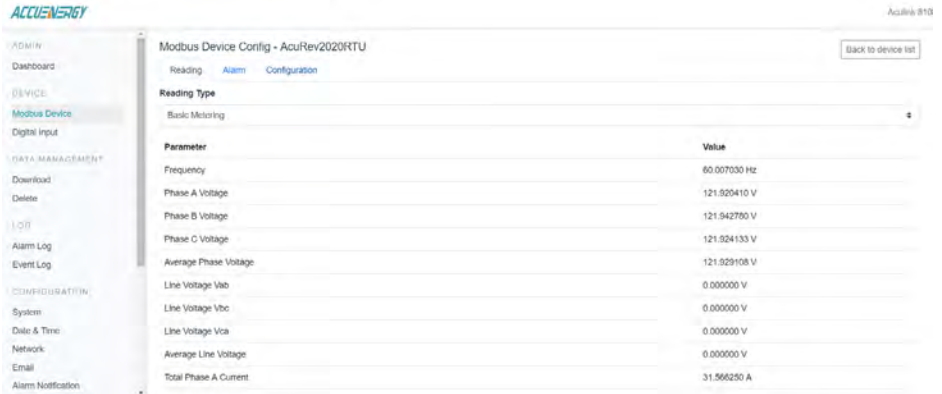 ACCUENERGY
Aculink 810
ADMIN
Dashboard
DEVICE
Modbus Device
Digital Input
DATA MANAGEMENT
Download
Delete
LOG
Alarm Log
Event Log
CONFIGURATION
System
Date & Time
Network
Email
Alarm Notification
Modbus Device Config - AcuRev2020RTU
Back to device list
Reading Alarm Configuration
Reading Type
Basic Metering
Parameter Value
Frequency 60.007030 Hz
Phase A Voltage 121.920410 V
Phase B Voltage 121.942780 V
Phase C Voltage 121.924133 V
Average Phase Voltage 121.929108 V
Line Voltage Vab 0.000000 V
Line Voltage Vbc 0.000000 V
Line Voltage Vca 0.000000 V
Average Line Voltage 0.000000 V
Total Phase A Current 31.566250 A